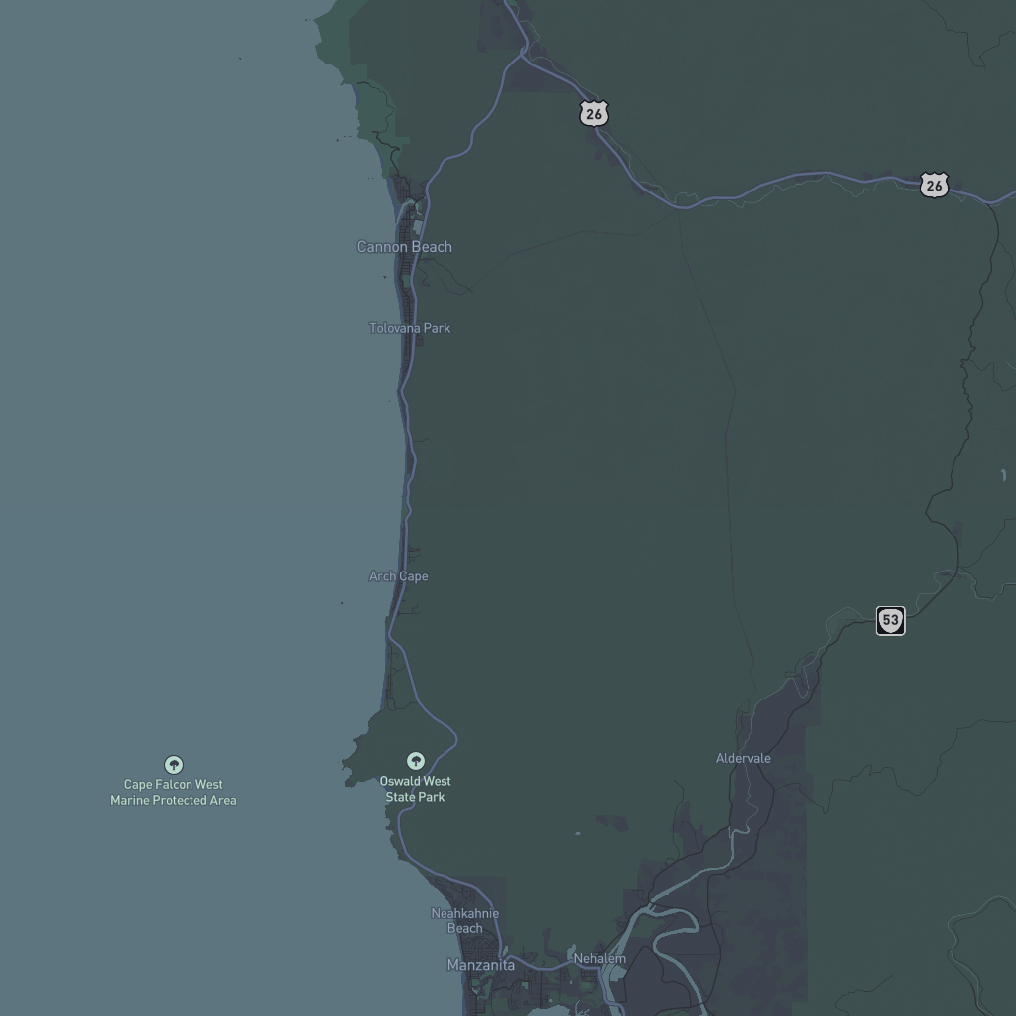 26
26
Cannon Beach
Tolovana Park
Arch Cape
53
Aldervale
Cape Falcor West
Marine Protected Area
Oswald West
State Park
Neahkahnie
Beach
Nehalem
Manzanita